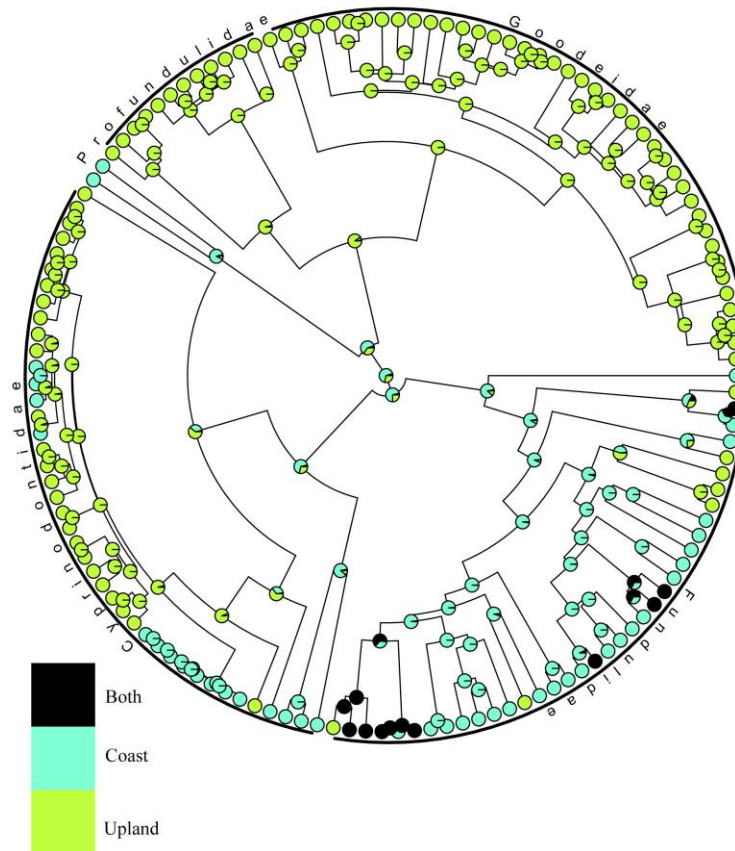 Profundulidae
Goodeidae
Cyprinodontidae
Fundulidae
Both
Coast
Upland